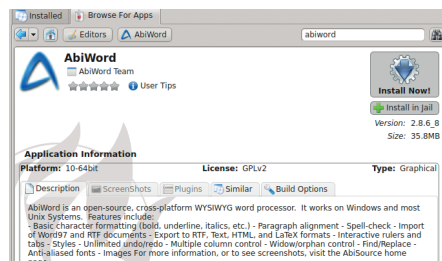 Installed Browse For Apps
Editors AbiWord abiword
AbiWord
AbiWord Team
User Tips
Install Now!
Install in Jail
Version: 2.8.6_8
Size: 35.8MB
Application Information
Platform: 10-64bit License: GPLv2 Type: Graphical
Description ScreenShots Plugins Similar Build Options
AbiWord is an open-source, cross-platform WYSIWYG word processor. It works on Windows and most
Unix Systems. Features include:
- Basic character formatting (bold, underline, italics, etc.) - Paragraph alignment - Spell-check - Import
of Word97 and RTF documents - Export to RTF, Text, HTML, and LaTeX formats - Interactive rulers and
tabs - Styles - Unlimited undo/redo - Multiple column control - Widow/orphan control - Find/Replace -
Anti-aliased fonts - Images For more information, or to see screenshots, visit the AbiSource home